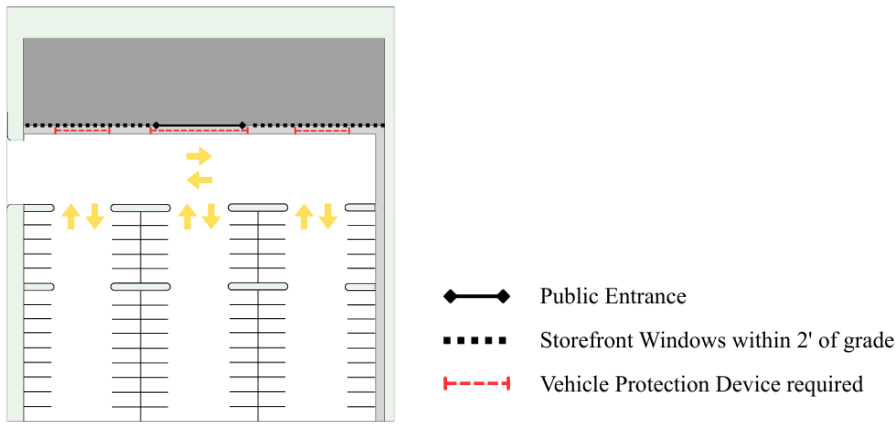 Public Entrance
Storefront Windows within 2' of grade
Vehicle Protection Device required